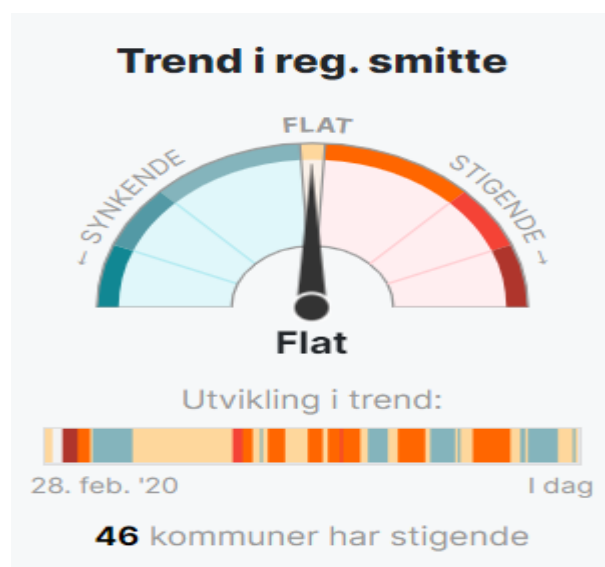 Trend i reg. smitte
FLAT
← SYNKENDE
STIGENDE →
Flat
Utvikling i trend:
28. feb. '20
I dag
46 kommuner har stigende